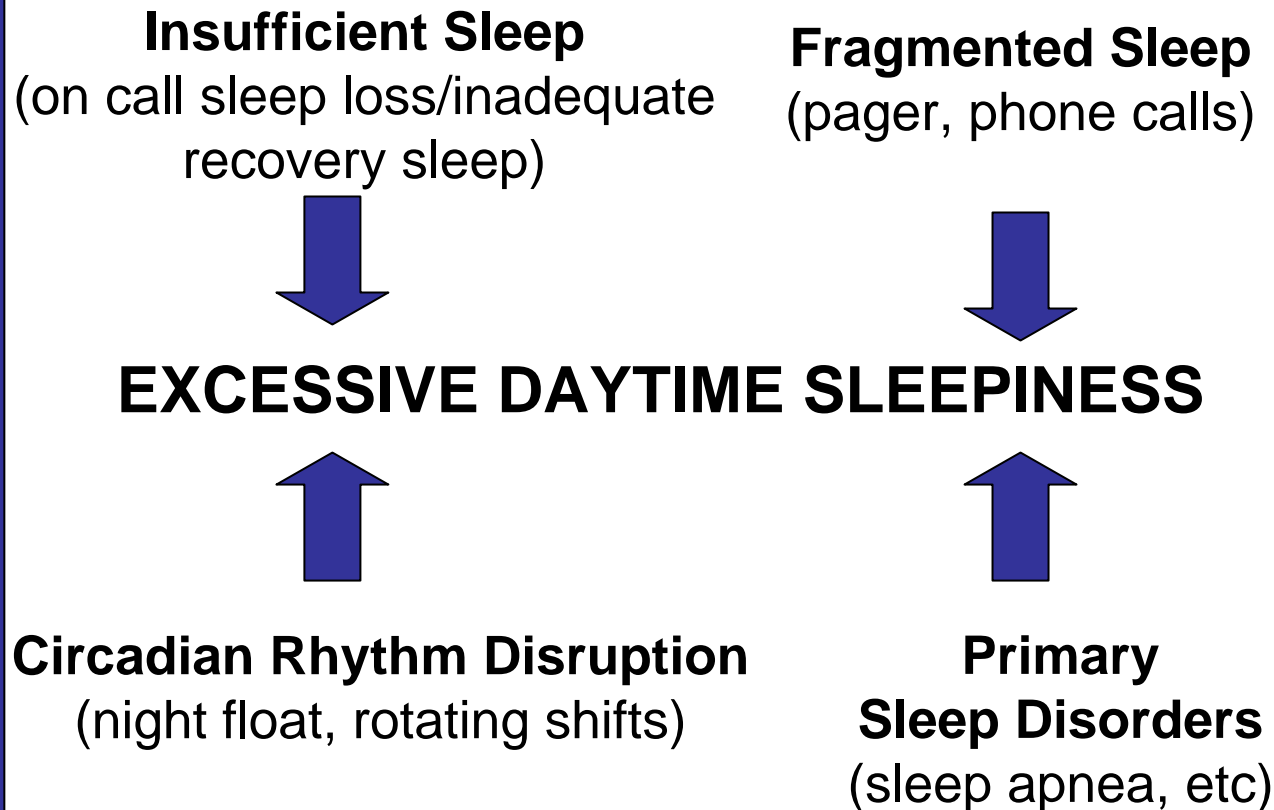 Insufficient Sleep
(on call sleep loss/inadequate
recovery sleep)
Fragmented Sleep
(pager, phone calls)
EXCESSIVE DAYTIME SLEEPINESS
Circadian Rhythm Disruption
(night float, rotating shifts)
Primary
Sleep Disorders
(sleep apnea, etc)